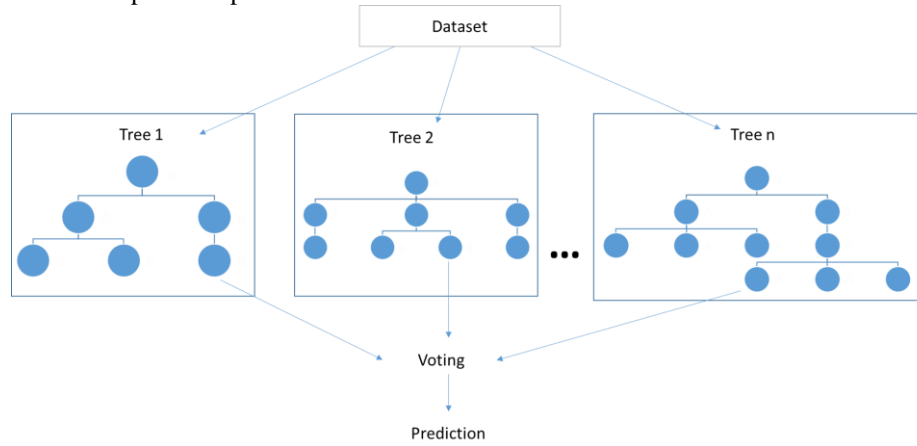 Dataset
Tree 1
Tree 2
Tree n
...
Voting
Prediction